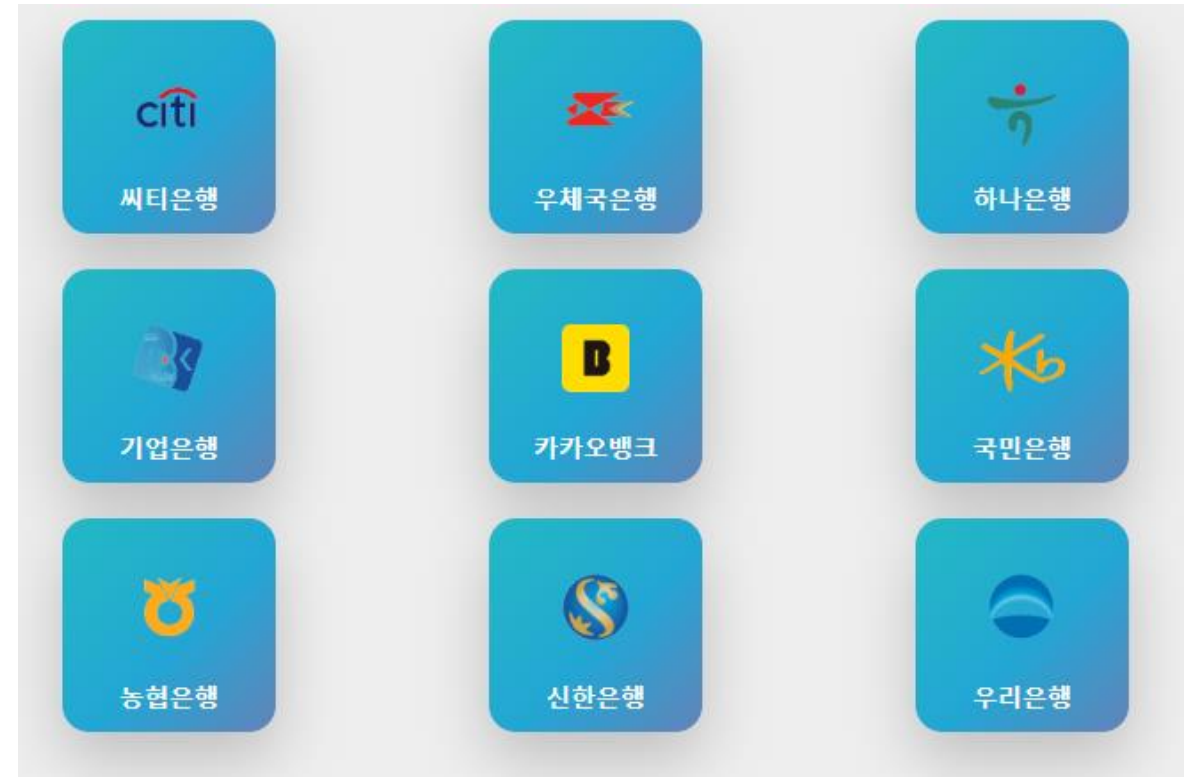 citi
씨티은행
우체국은행
하나은행
기업은행
B
카카오뱅크
Kb
국민은행
농협은행
S
신한은행
우리은행